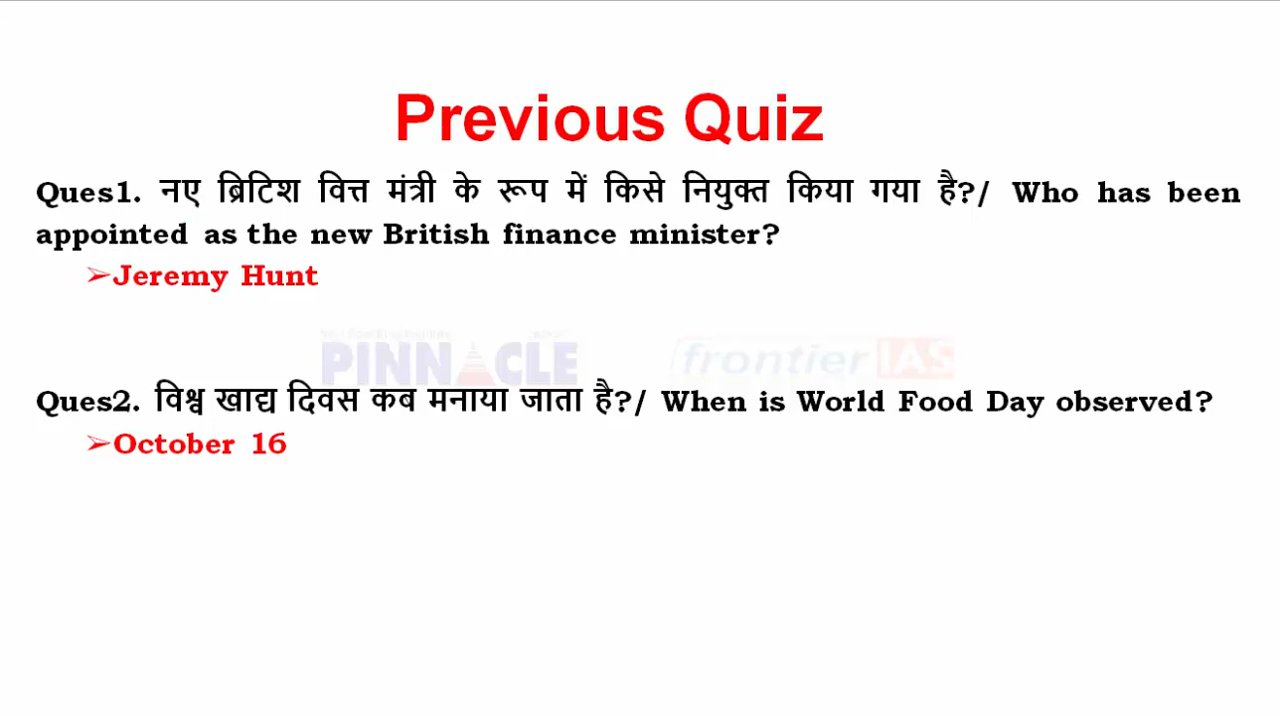 Previous Quiz
Ques1. नए ब्रिटिश वित्त मंत्री के रूप में किसे नियुक्त किया गया है?/ Who has been
appointed as the new British finance minister?
➢Jeremy Hunt
PINNACLE frontier IAS
Ques2. विश्व खाद्य दिवस कब मनाया जाता है?/ When is World Food Day observed?
➢October 16